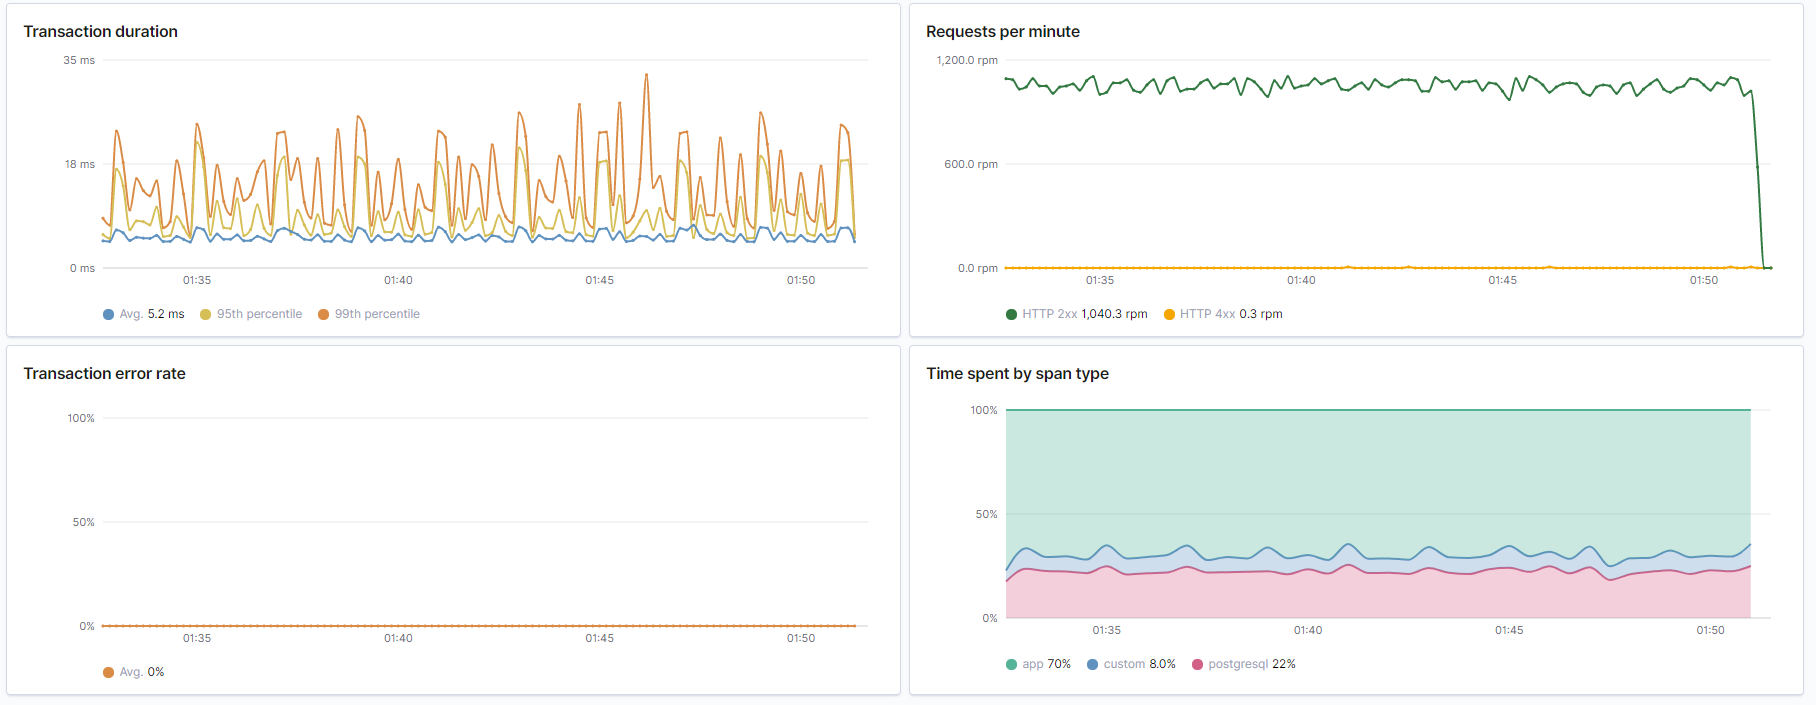 Transaction duration
35 ms
18 ms
0 ms
01:35 01:40 01:45 01:50
Avg. 5.2 ms 95th percentile 99th percentile
Requests per minute
1,200.0 rpm
600.0 rpm
0.0 rpm
01:35 01:40 01:45 01:50
HTTP 2xx 1,040.3 rpm HTTP 4xx 0.3 rpm
Transaction error rate
100%
50%
0%
01:35 01:40 01:45 01:50
Avg. 0%
Time spent by span type
100%
50%
0%
01:35 01:40 01:45 01:50
app 70% custom 8.0% postgresql 22%